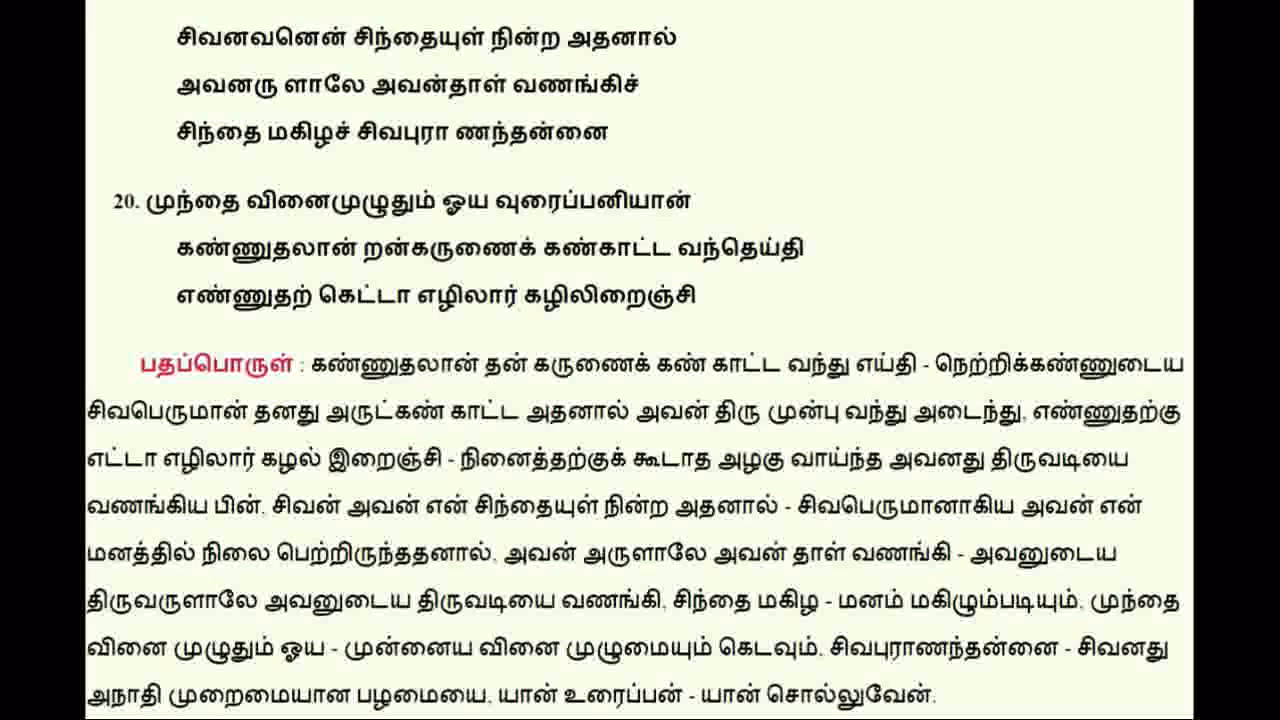 சிவனவனென் சிந்தையுள் நின்ற அதனால்
அவனரு ளாலே அவன்தாள் வணங்கிச்
சிந்தை மகிழச் சிவபுரா ணந்தன்னை
20. முந்தை வினைமுழுதும் ஓய வுரைப்பனியான்
கண்ணுதலான் றன்கருணைக் கண்காட்ட வந்தெய்தி
எண்ணுதற் கெட்டா எழிலார் கழிலிறைஞ்சி
பதப்பொருள் : கண்ணுதலான் தன் கருணைக் கண் காட்ட வந்து எய்தி - நெற்றிக்கண்ணுடைய
சிவபெருமான் தனது அருட்கண் காட்ட அதனால் அவன் திரு முன்பு வந்து அடைந்து, எண்ணுதற்கு
எட்டா எழிலார் கழல் இறைஞ்சி - நினைத்தற்குக் கூடாத அழகு வாய்ந்த அவனது திருவடியை
வணங்கிய பின், சிவன் அவன் என் சிந்தையுள் நின்ற அதனால் - சிவபெருமானாகிய அவன் என்
மனத்தில் நிலை பெற்றிருந்ததனால், அவன் அருளாலே அவன் தாள் வணங்கி - அவனுடைய
திருவருளாலே அவனுடைய திருவடியை வணங்கி, சிந்தை மகிழ - மனம் மகிழும்படியும், முந்தை
வினை முழுதும் ஓய - முன்னைய வினை முழுமையும் கெடவும், சிவபுராணந்தன்னை - சிவனது
அநாதி முறைமையான பழமையை, யான் உரைப்பன் - யான் சொல்லுவேன்.